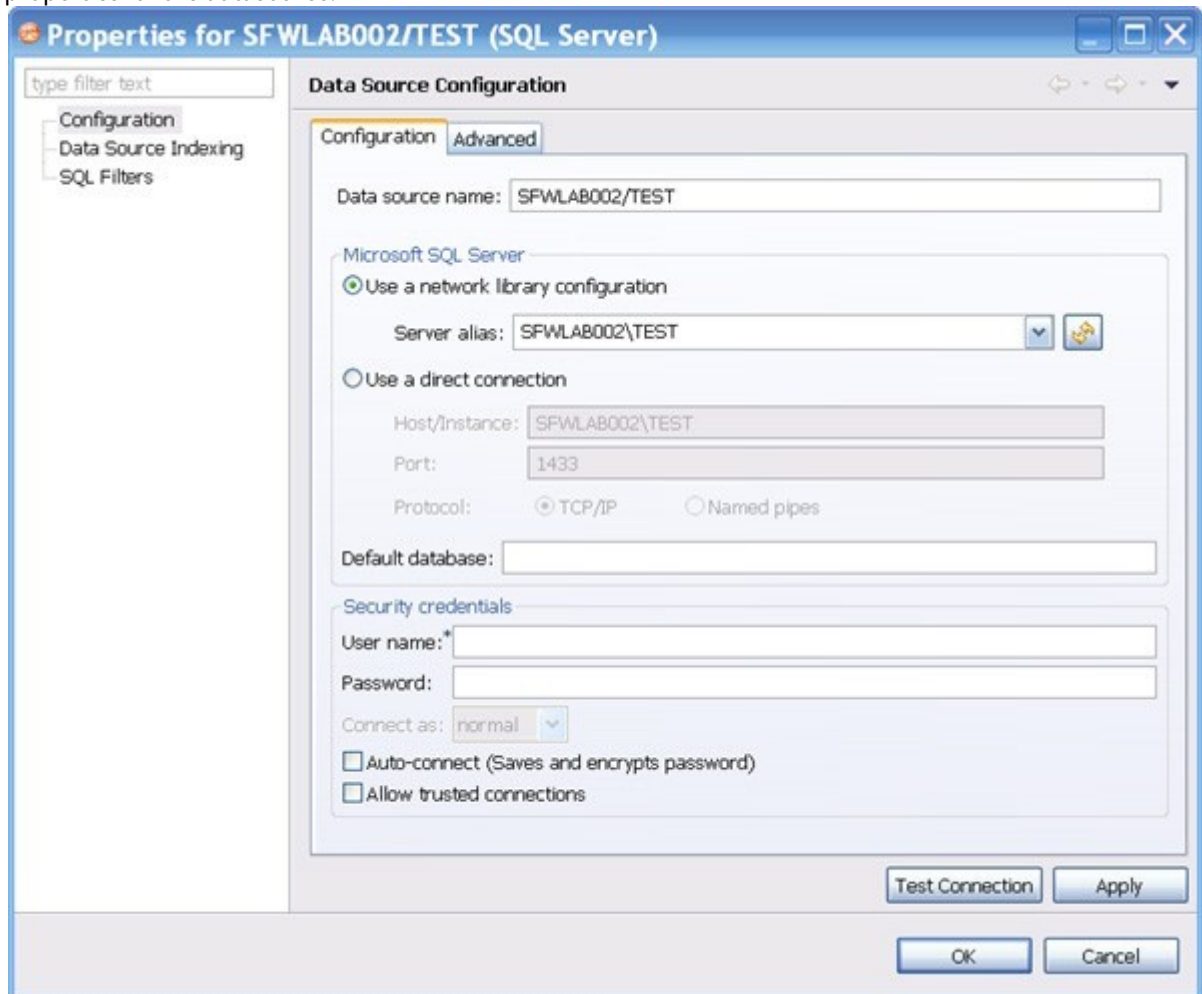 Properties for SFWLAB002/TEST (SQL Server)
type filter text
Configuration
Data Source Indexing
SQL Filters
Data Source Configuration
Configuration Advanced
Data source name: SFWLAB002/TEST
Microsoft SQL Server
Use a network library configuration
Server alias: SFWLAB002\TEST
Use a direct connection
Host/Instance: SFWLAB002\TEST
Port: 1433
Protocol: TCP/IP Named pipes
Default database:
Security credentials
User name:*
Password:
Connect as: normal
Auto-connect (Saves and encrypts password)
Allow trusted connections
Test Connection Apply
OK Cancel